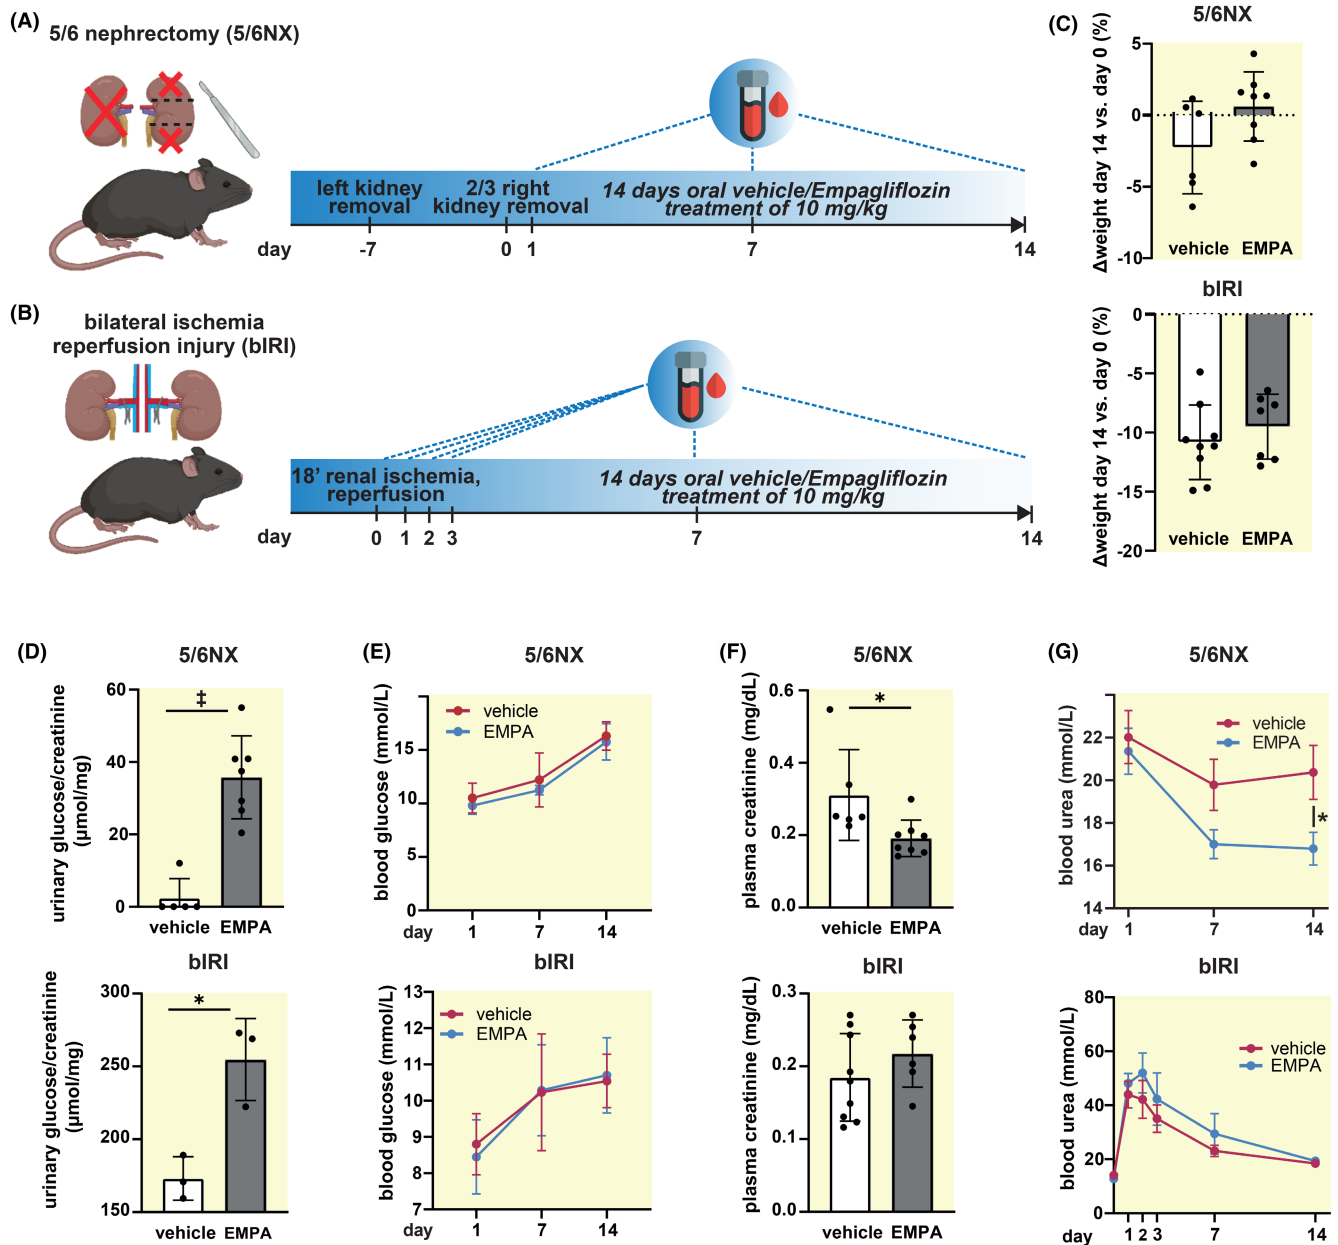 (A)
5/6 nephrectomy (5/6NX)
left kidney
removal
2/3 right
kidney removal
14 days oral vehicle/Empagliflozin
treatment of 10 mg/kg
day
-7
0
1
7
14
(B)
bilateral ischemia
reperfusion injury (bIRI)
18' renal ischemia,
reperfusion
14 days oral vehicle/Empagliflozin
treatment of 10 mg/kg
day
0
1
2
3
7
14
(C)
5/6NX
Δweight day 14 vs. day 0 (%)
5
0
-5
-10
vehicle
EMPA
bIRI
Δweight day 14 vs. day 0 (%)
0
-5
-10
-15
-20
vehicle
EMPA
(D)
5/6NX
urinary glucose/creatinine
(µmol/mg)
60
40
20
0
‡
vehicle
EMPA
bIRI
urinary glucose/creatinine
(µmol/mg)
300
250
200
150
*
vehicle
EMPA
(E)
5/6NX
blood glucose (mmol/L)
15
10
5
0
vehicle
EMPA
day
1
7
14
bIRI
blood glucose (mmol/L)
13
12
11
10
9
8
7
vehicle
EMPA
day
1
7
14
(F)
5/6NX
plasma creatinine (mg/dL)
0.6
0.4
0.2
0.0
*
vehicle
EMPA
bIRI
plasma creatinine (mg/dL)
0.3
0.2
0.1
0.0
vehicle
EMPA
(G)
5/6NX
blood urea (mmol/L)
22
20
18
16
14
vehicle
EMPA
*
day
1
7
14
bIRI
blood urea (mmol/L)
80
60
40
20
0
vehicle
EMPA
day
1
2
3
7
14